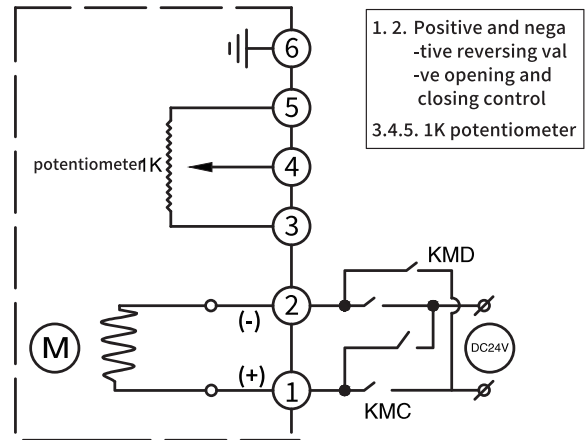 6
1. 2. Positive and nega
-tive reversing val
-ve opening and
closing control
3.4.5. 1K potentiometer
5
potentiometer1K
4
3
KMD
2
(-)
M
DC24V
(+)
1
KMC